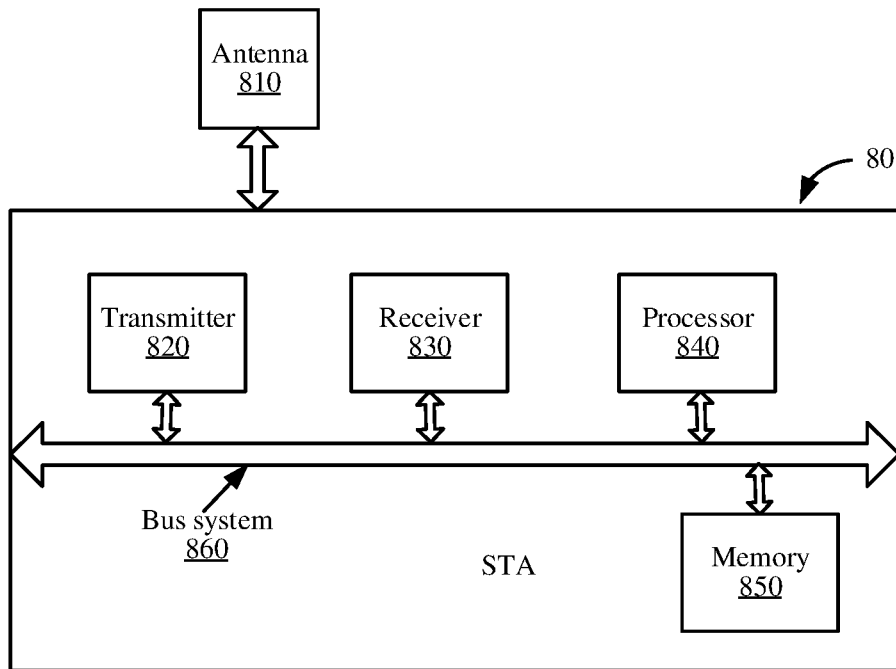 Antenna
810
80
Transmitter
820
Receiver
830
Processor
840
Bus system
860
STA
Memory
850